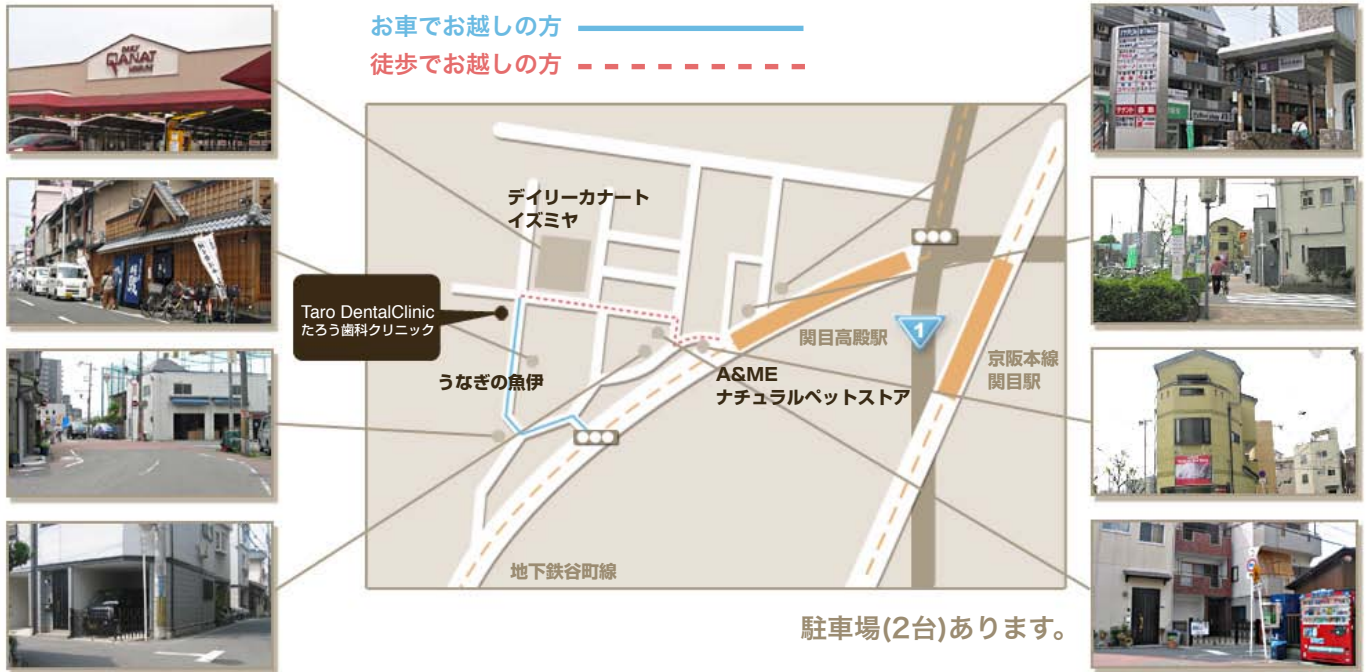 お車でお越しの方
徒歩でお越しの方
DAILY
QANAT
IZUMIYA
デイリーカナート
イズミヤ
Taro DentalClinic
たろう歯科クリニック
うなぎの魚伊
関目高殿駅
1
京阪本線
関目駅
A&ME
ナチュラルペットストア
地下鉄谷町線
駐車場(2台)あります。